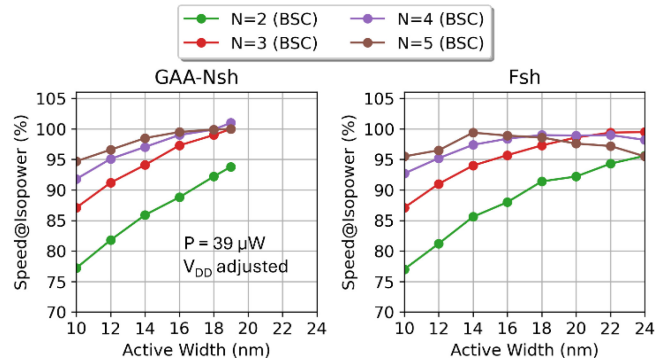 N=2 (BSC) N=4 (BSC)
N=3 (BSC) N=5 (BSC)
GAA-Nsh
Speed@Isopower (%)
105
100
95
90
85
80
75
70
P = 39 μW
V_DD adjusted
10 12 14 16 18 20 22 24
Active Width (nm)
Fsh
Speed@Isopower (%)
105
100
95
90
85
80
75
70
10 12 14 16 18 20 22 24
Active Width (nm)